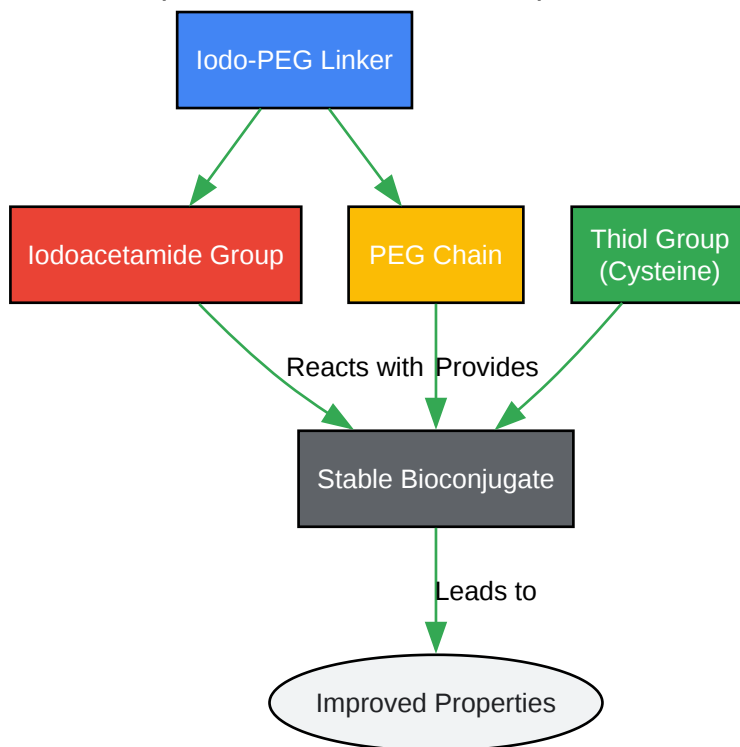 Iodo-PEG Linker
Iodoacetamide Group
PEG Chain
Thiol Group
(Cysteine)
Reacts with
Provides
Stable Bioconjugate
Leads to
Improved Properties